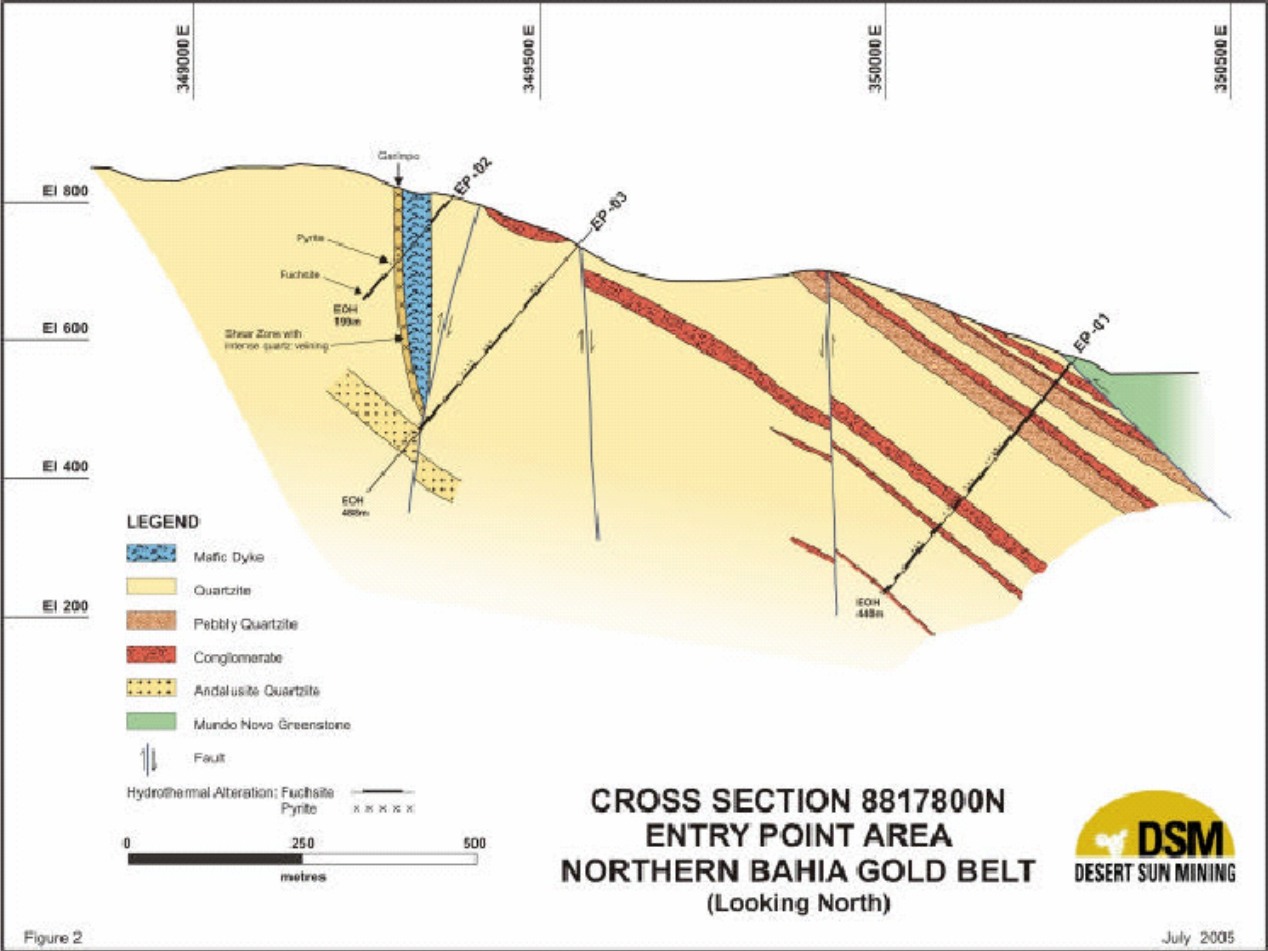 349000 E
349500 E
350000 E
350500 E
Garimpo
EP-02
EP-03
El 800
Pyrite
Fuchsite
EOH
199m
El 600
Shear Zone with
intense quartz veining
EP-01
El 400
EOH
El 200
EOH
448m
LEGEND
Mafic Dyke
Quartzite
Pebbly Quartzite
Conglomerate
Andalusite Quartzite
Mundo Novo Greenstone
Fault
Hydrothermal Alteration: Fuchsite
Pyrite
0 250 500
metres
CROSS SECTION 8817800N
ENTRY POINT AREA
NORTHERN BAHIA GOLD BELT
(Looking North)
DSM
DESERT SUN MINING
Figure 2
July 2005